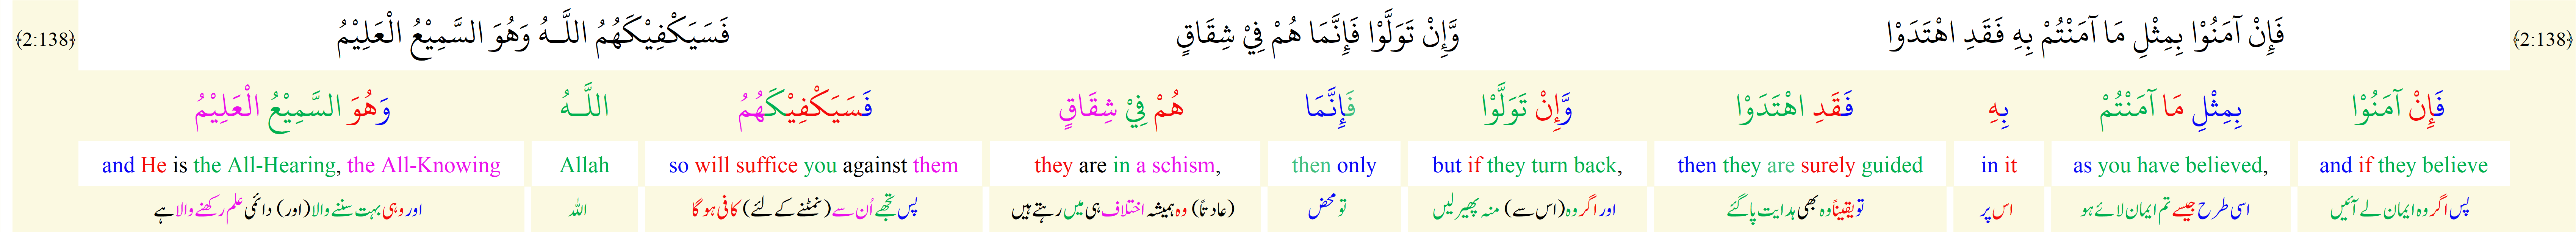 ﴿2:138﴾ فَإِنْ آمَنُوْا بِمِثْلِ مَا آمَنْتُمْ بِهِ فَقَدِ اهْتَدَوْا وَّإِنْ تَوَلَّوْا فَإِنَّمَا هُمْ فِيْ شِقَاقٍ فَسَيَكْفِيْكَهُمُ اللَّـهُ وَهُوَ السَّمِيْعُ الْعَلِيْمُ ﴿2:138﴾
فَإِنْ آمَنُوْا بِمِثْلِ مَا آمَنْتُمْ بِهِ فَقَدِ اهْتَدَوْا وَّإِنْ تَوَلَّوْا فَإِنَّمَا هُمْ فِيْ شِقَاقٍ فَسَيَكْفِيْكَهُمُ اللَّـهُ وَهُوَ السَّمِيْعُ الْعَلِيْمُ
and if they believe as you have believed, in it then they are surely guided but if they turn back, then only they are in a schism, so will suffice you against them Allah and He is the All-Hearing, the All-Knowing
پس اگر وہ ایمان لے آئیں اسی طرح جیسے تم ایمان لائے ہو اس پر تو یقیناً وہ بھی ہدایت پا گئے اور اگر وہ (اس سے) منہ پھیر لیں تو محض (عادتاً) وہ ہمیشہ اختلاف ہی میں رہتے ہیں پس تجھے اُن سے (نمٹنے کے لئے) کافی ہو گا اللہ اور وہی بہت سننے والا (اور) دائمی علم رکھنے والا ہے